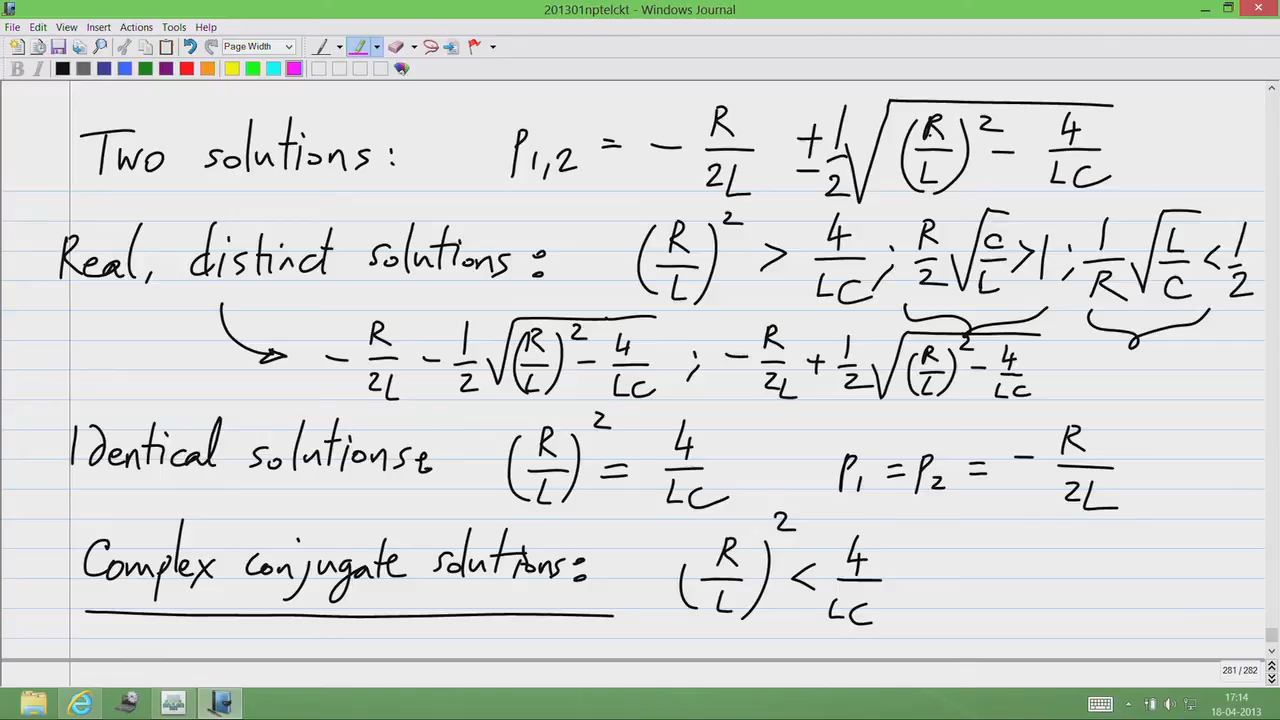 201301nptelckt - Windows Journal
File Edit View Insert Actions Tools Help
Page Width
B I
Two solutions: p1,2 = - R/2L ± 1/2 √((R/L)² - 4/LC)
Real, distinct solutions: (R/L)² > 4/LC ; R/2 √(C/L) > 1 ; 1/R √(L/C) < 1/2
- R/2L - 1/2 √((R/L)² - 4/LC) ; - R/2L + 1/2 √((R/L)² - 4/LC)
Identical solutions: (R/L)² = 4/LC p1 = p2 = - R/2L
Complex conjugate solutions: (R/L)² < 4/LC
281 / 282
17:14
18-04-2013